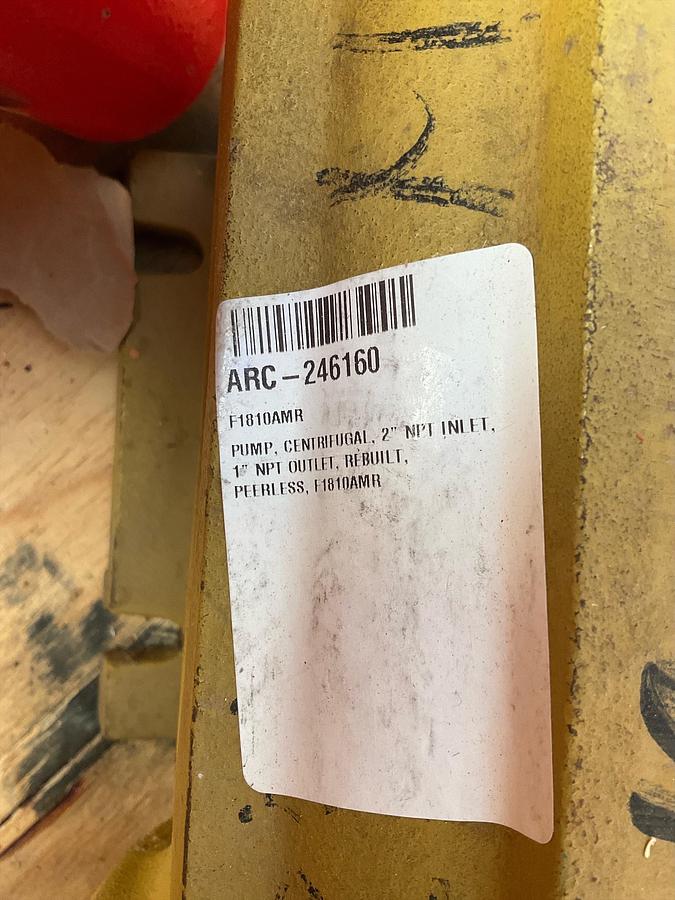 ARC-246160
F1810AMR
PUMP, CENTRIFUGAL, 2" NPT INLET,
1" NPT OUTLET, REBUILT,
PEERLESS, F1810AMR